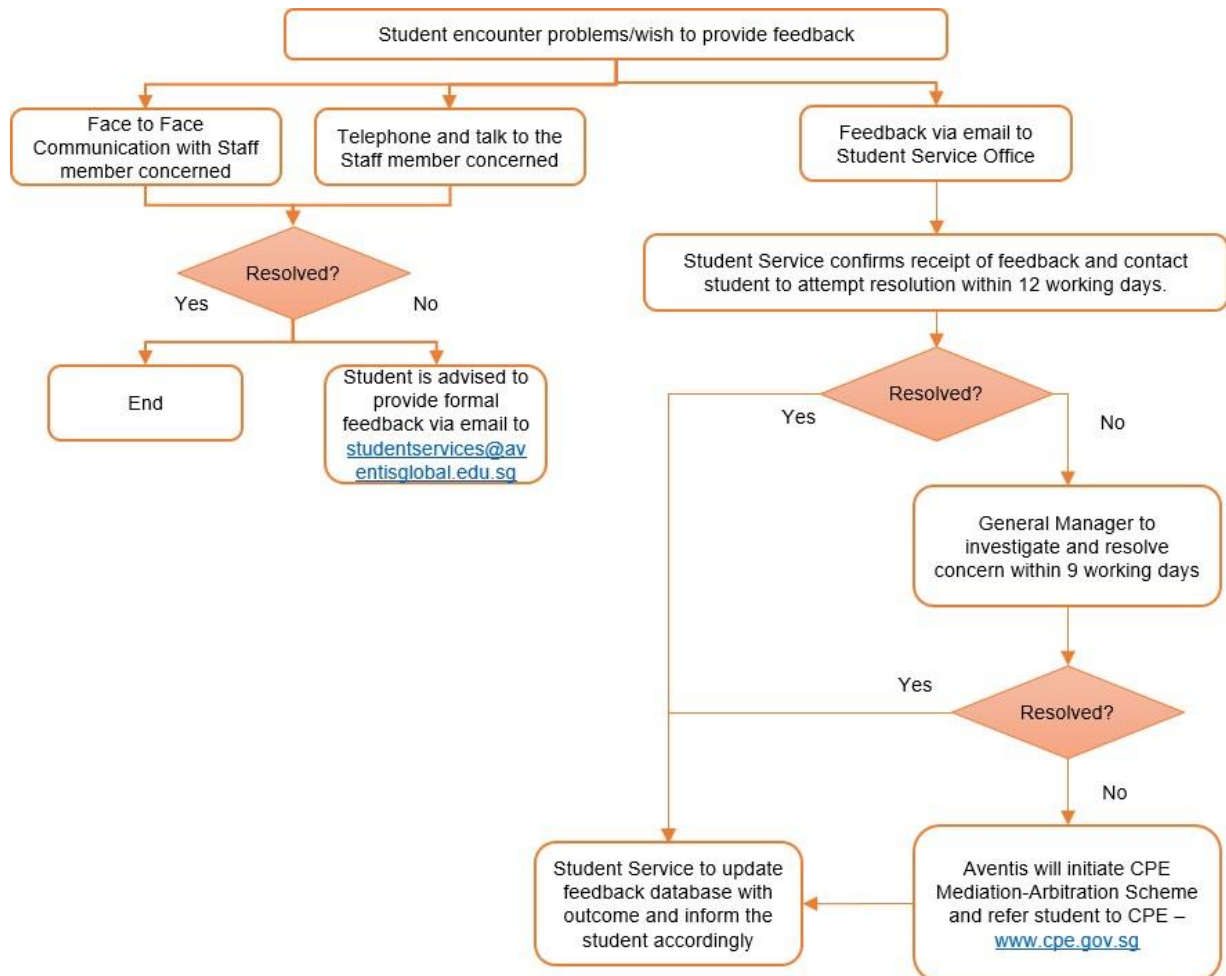 Student encounter problems/wish to provide feedback
Face to Face
Communication with Staff
member concerned
Telephone and talk to the
Staff member concerned
Feedback via email to
Student Service Office
Resolved?
Yes
No
End
Student is advised to
provide formal
feedback via email to
studentservices@av
entisglobal.edu.sg
Student Service confirms receipt of feedback and contact
student to attempt resolution within 12 working days.
Resolved?
Yes
No
General Manager to
investigate and resolve
concern within 9 working days
Yes
Resolved?
No
Student Service to update
feedback database with
outcome and inform the
student accordingly
Aventis will initiate CPE
Mediation-Arbitration Scheme
and refer student to CPE –
www.cpe.gov.sg